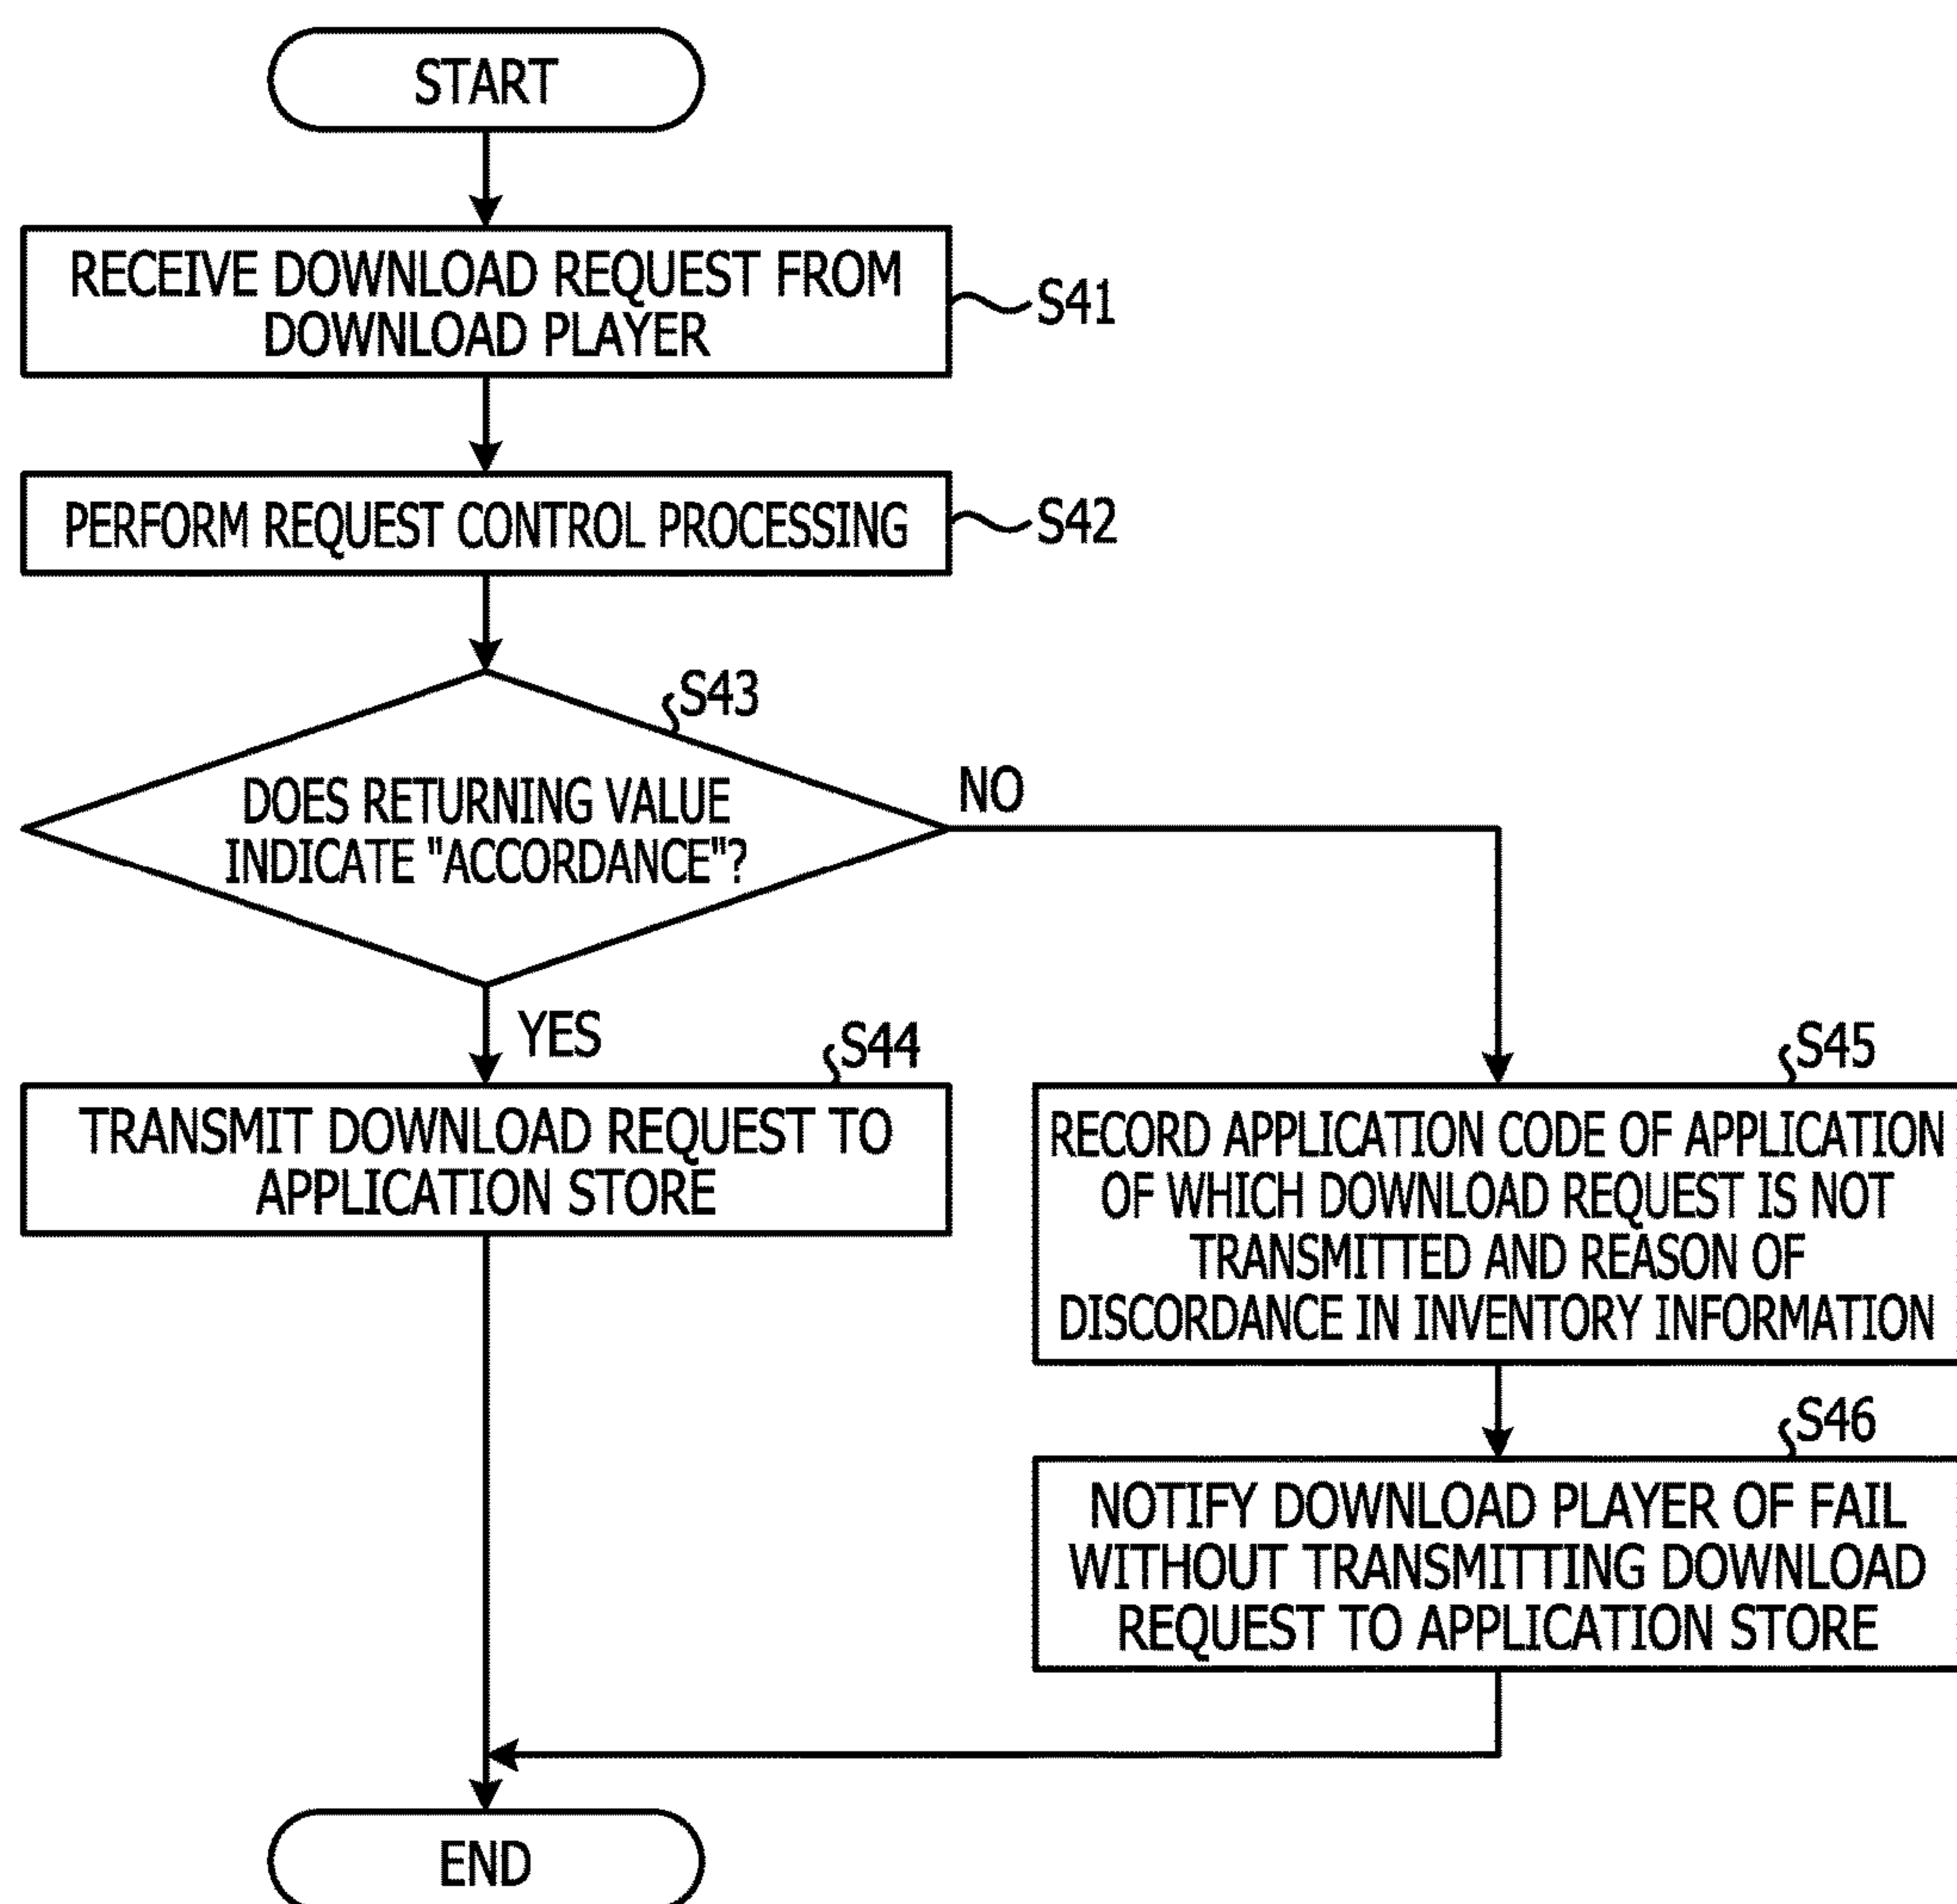 START
RECEIVE DOWNLOAD REQUEST FROM
DOWNLOAD PLAYER
S41
PERFORM REQUEST CONTROL PROCESSING
S42
S43
DOES RETURNING VALUE
INDICATE "ACCORDANCE"?
NO
YES
S44
TRANSMIT DOWNLOAD REQUEST TO
APPLICATION STORE
S45
RECORD APPLICATION CODE OF APPLICATION
OF WHICH DOWNLOAD REQUEST IS NOT
TRANSMITTED AND REASON OF
DISCORDANCE IN INVENTORY INFORMATION
S46
NOTIFY DOWNLOAD PLAYER OF FAIL
WITHOUT TRANSMITTING DOWNLOAD
REQUEST TO APPLICATION STORE
END